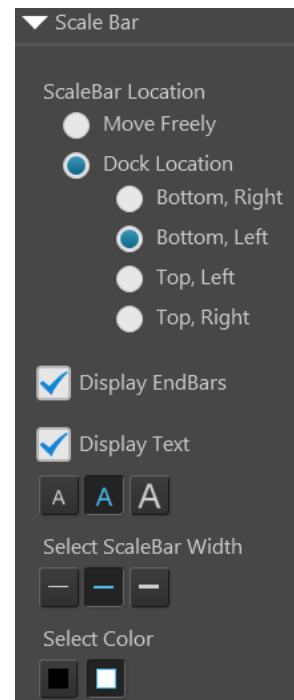 Scale Bar
ScaleBar Location
Move Freely
Dock Location
Bottom, Right
Bottom, Left
Top, Left
Top, Right
Display EndBars
Display Text
A A A
Select ScaleBar Width
Select Color